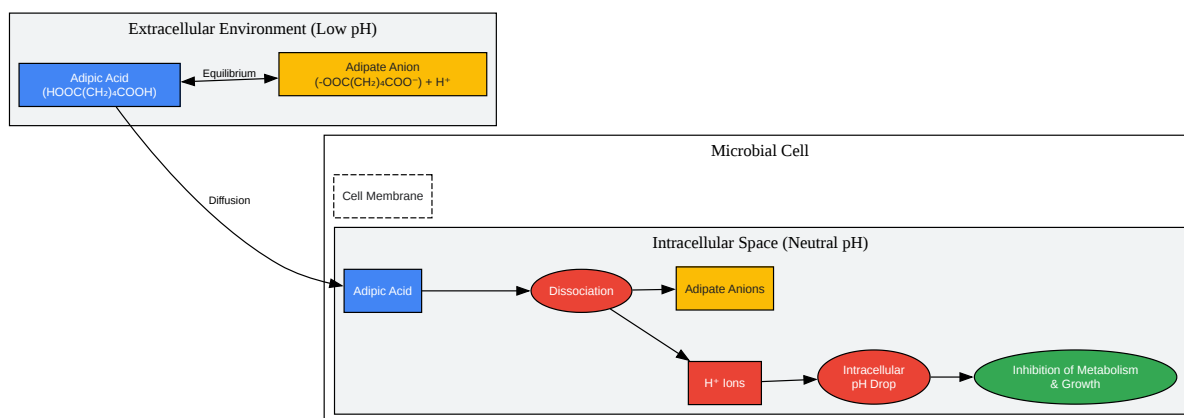 Extracellular Environment (Low pH)
Adipic Acid
(HOOC(CH₂)₄COOH)
Equilibrium
Adipate Anion
(-OOC(CH₂)₄COO⁻) + H⁺
Diffusion
Microbial Cell
Cell Membrane
Intracellular Space (Neutral pH)
Adipic Acid
Dissociation
Adipate Anions
H⁺ Ions
Intracellular
pH Drop
Inhibition of Metabolism
& Growth